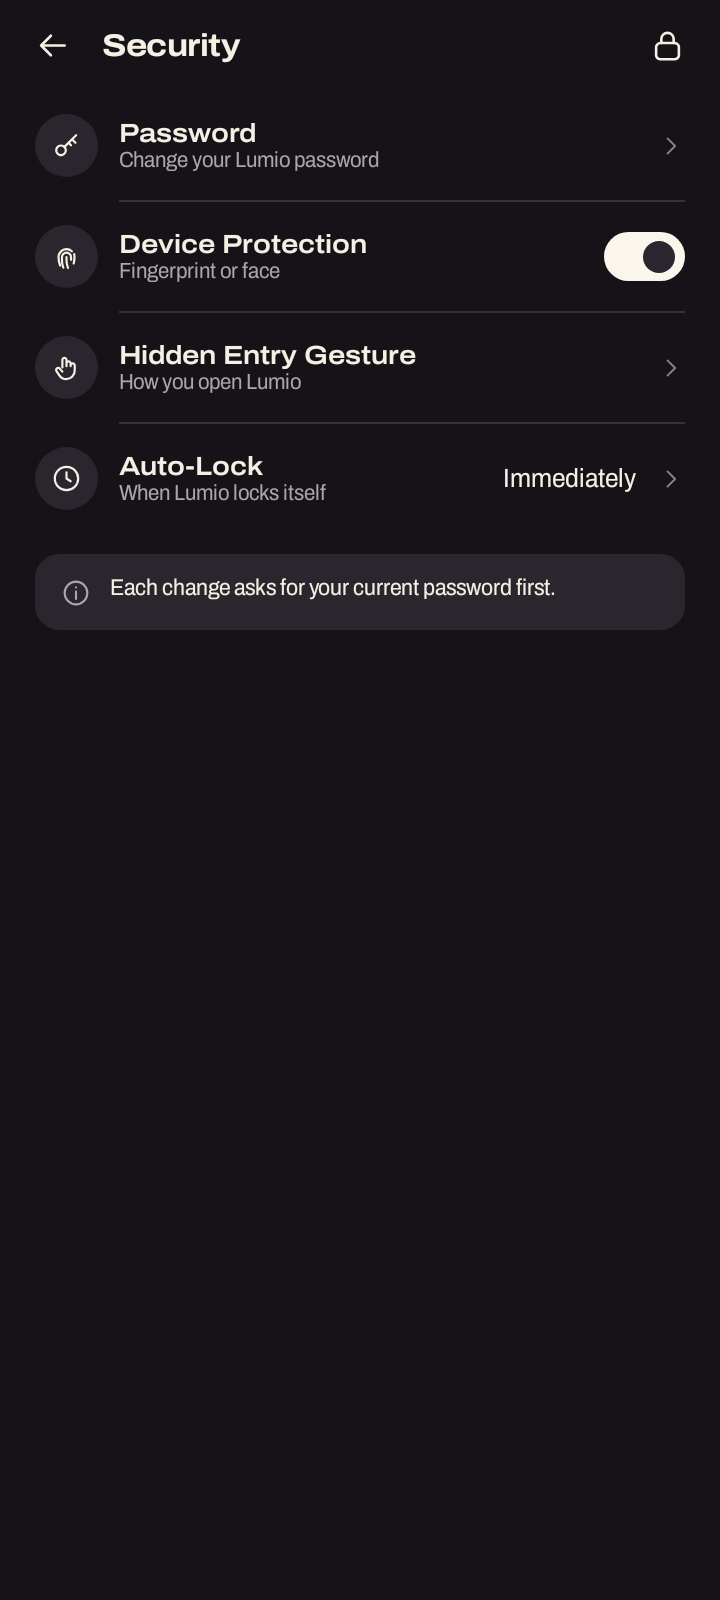 Security
Password
Change your Lumio password
Device Protection
Fingerprint or face
Hidden Entry Gesture
How you open Lumio
Auto-Lock
When Lumio locks itself
Immediately
Each change asks for your current password first.